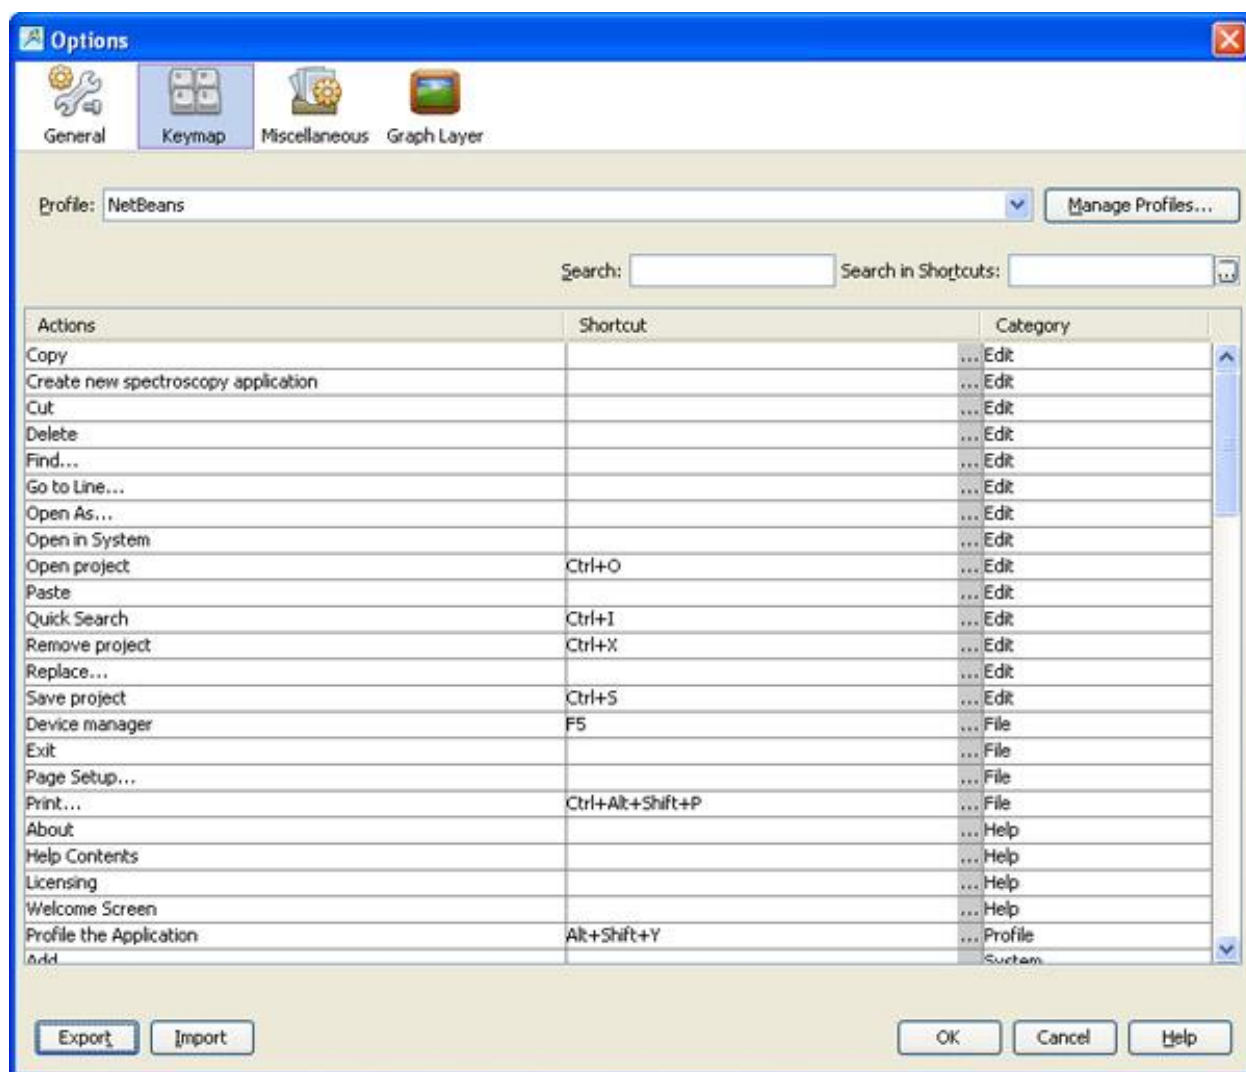 Options
General Keymap Miscellaneous Graph Layer
Profile: NetBeans Manage Profiles...
Search: Search in Shortcuts: ...
Actions Shortcut Category
Copy ... Edit
Create new spectroscopy application ... Edit
Cut ... Edit
Delete ... Edit
Find... ... Edit
Go to Line... ... Edit
Open As... ... Edit
Open in System ... Edit
Open project Ctrl+O ... Edit
Paste ... Edit
Quick Search Ctrl+I ... Edit
Remove project Ctrl+X ... Edit
Replace... ... Edit
Save project Ctrl+S ... Edit
Device manager F5 ... File
Exit ... File
Page Setup... ... File
Print... Ctrl+Alt+Shift+P ... File
About ... Help
Help Contents ... Help
Licensing ... Help
Welcome Screen ... Help
Profile the Application Alt+Shift+Y ... Profile
Add System
Export Import OK Cancel Help